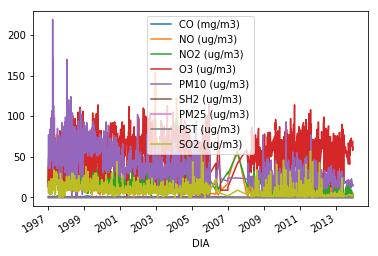 200
150
100
50
0
CO (mg/m3)
NO (ug/m3)
NO2 (ug/m3)
O3 (ug/m3)
PM10 (ug/m3)
SH2 (ug/m3)
PM25 (ug/m3)
PST (ug/m3)
SO2 (ug/m3)
1997 1999 2001 2003 2005 2007 2009 2011 2013
DIA